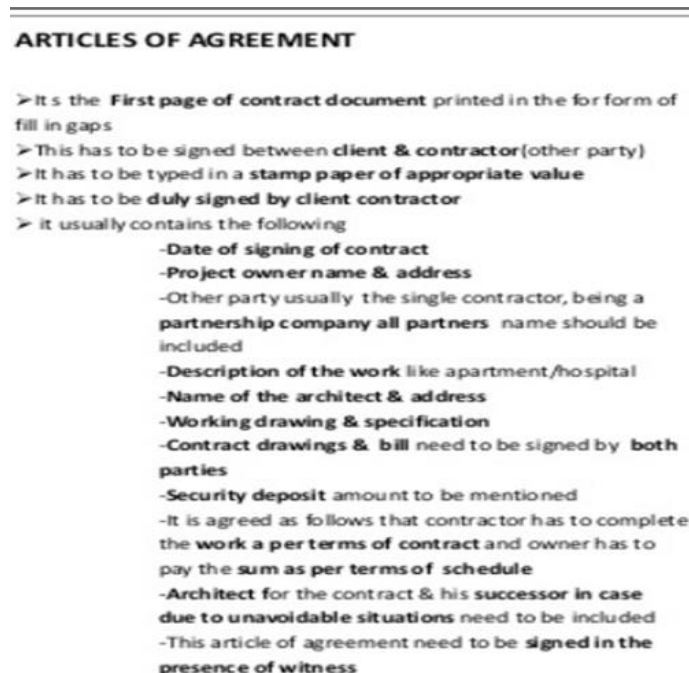 ARTICLES OF AGREEMENT
➢It s the First page of contract document printed in the for form of
fill in gaps
➢This has to be signed between client & contractor(other party)
➢It has to be typed in a stamp paper of appropriate value
➢It has to be duly signed by client contractor
➢ it usually contains the following
-Date of signing of contract
-Project owner name & address
-Other party usually the single contractor, being a
partnership company all partners name should be
included
-Description of the work like apartment/hospital
-Name of the architect & address
-Working drawing & specification
-Contract drawings & bill need to be signed by both
parties
-Security deposit amount to be mentioned
-It is agreed as follows that contractor has to complete
the work a per terms of contract and owner has to
pay the sum as per terms of schedule
-Architect for the contract & his successor in case
due to unavoidable situations need to be included
-This article of agreement need to be signed in the
presence of witness